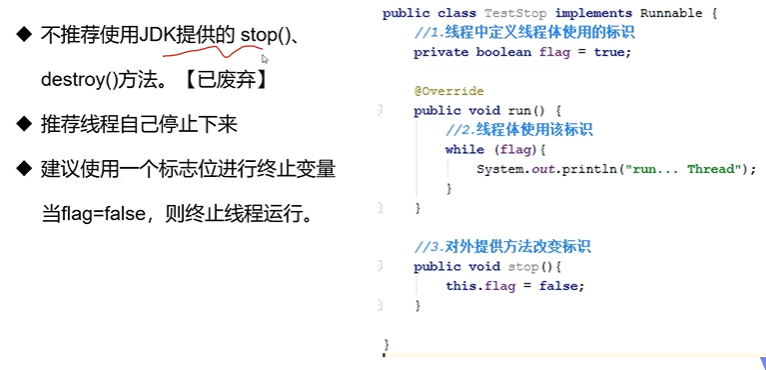 ◆ 不推荐使用JDK提供的 stop()、
destroy()方法。【已废弃】
◆ 推荐线程自己停止下来
◆ 建议使用一个标志位进行终止变量
当flag=false，则终止线程运行。
public class TestStop implements Runnable {
//1.线程中定义线程体使用的标识
private boolean flag = true;
@Override
public void run() {
//2.线程体使用该标识
while (flag){
System.out.println("run... Thread");
}
}
//3.对外提供方法改变标识
public void stop(){
this.flag = false;
}
}